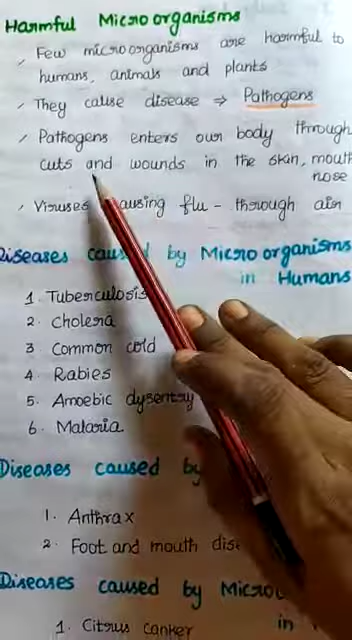 Harmful Microorganisms
✓ Few microorganisms are harmful to
humans, animals and plants
✓ They cause disease ⇒ Pathogens
✓ Pathogens enters our body through
cuts and wounds in the skin, mouth
nose
✓ Viruses causing flu - through air
Diseases caused by Microorganisms
in Humans
1. Tuberculosis
2. Cholera
3 Common cold
4. Rabies
5. Amoebic dysentry
6. Malaria
Diseases caused by
1. Anthrax
2. Foot and mouth
Diseases caused by
in
1. Citrus canker